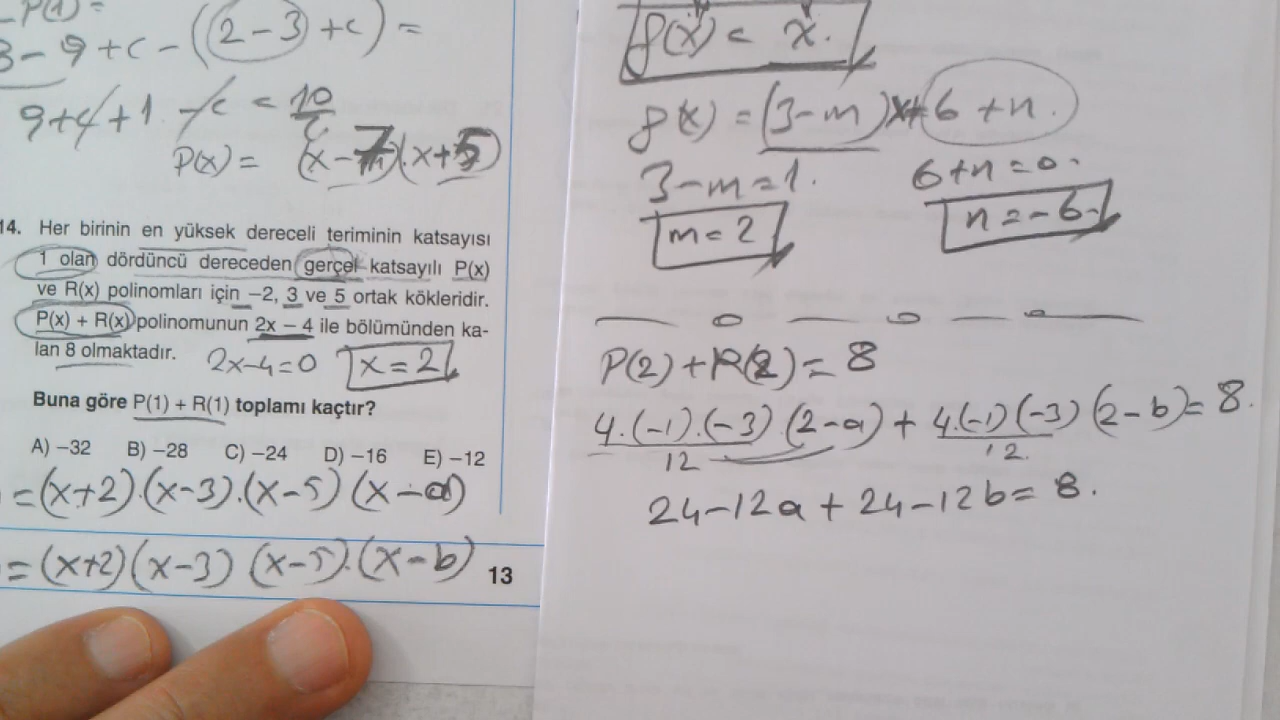 P(1) =
3-9+c-(2-3+c) =
9+c+1-c = 10
P(x) = (x-7).(x+5)
14. Her birinin en yüksek dereceli teriminin katsayısı
1 olan dördüncü dereceden gerçel katsayılı P(x)
ve R(x) polinomları için –2, 3 ve 5 ortak kökleridir.
P(x) + R(x) polinomunun 2x – 4 ile bölümünden ka-
lan 8 olmaktadır.
2x-4=0 x=2
Buna göre P(1) + R(1) toplamı kaçtır?
A) –32 B) –28 C) –24 D) –16 E) –12
=(x+2).(x-3).(x-5)(x-a)
=(x+2)(x-3)(x-5).(x-b)
13
f(x) = x.
f(x) = (3-m)x+6+n.
3-m=1. 6+n=0.
m=2 n=-6
P(2)+R(2)=8
4.(-1).(-3).(2-a)+4.(-1)(-3)(2-b)=8.
12 12
24-12a+24-12b=8.